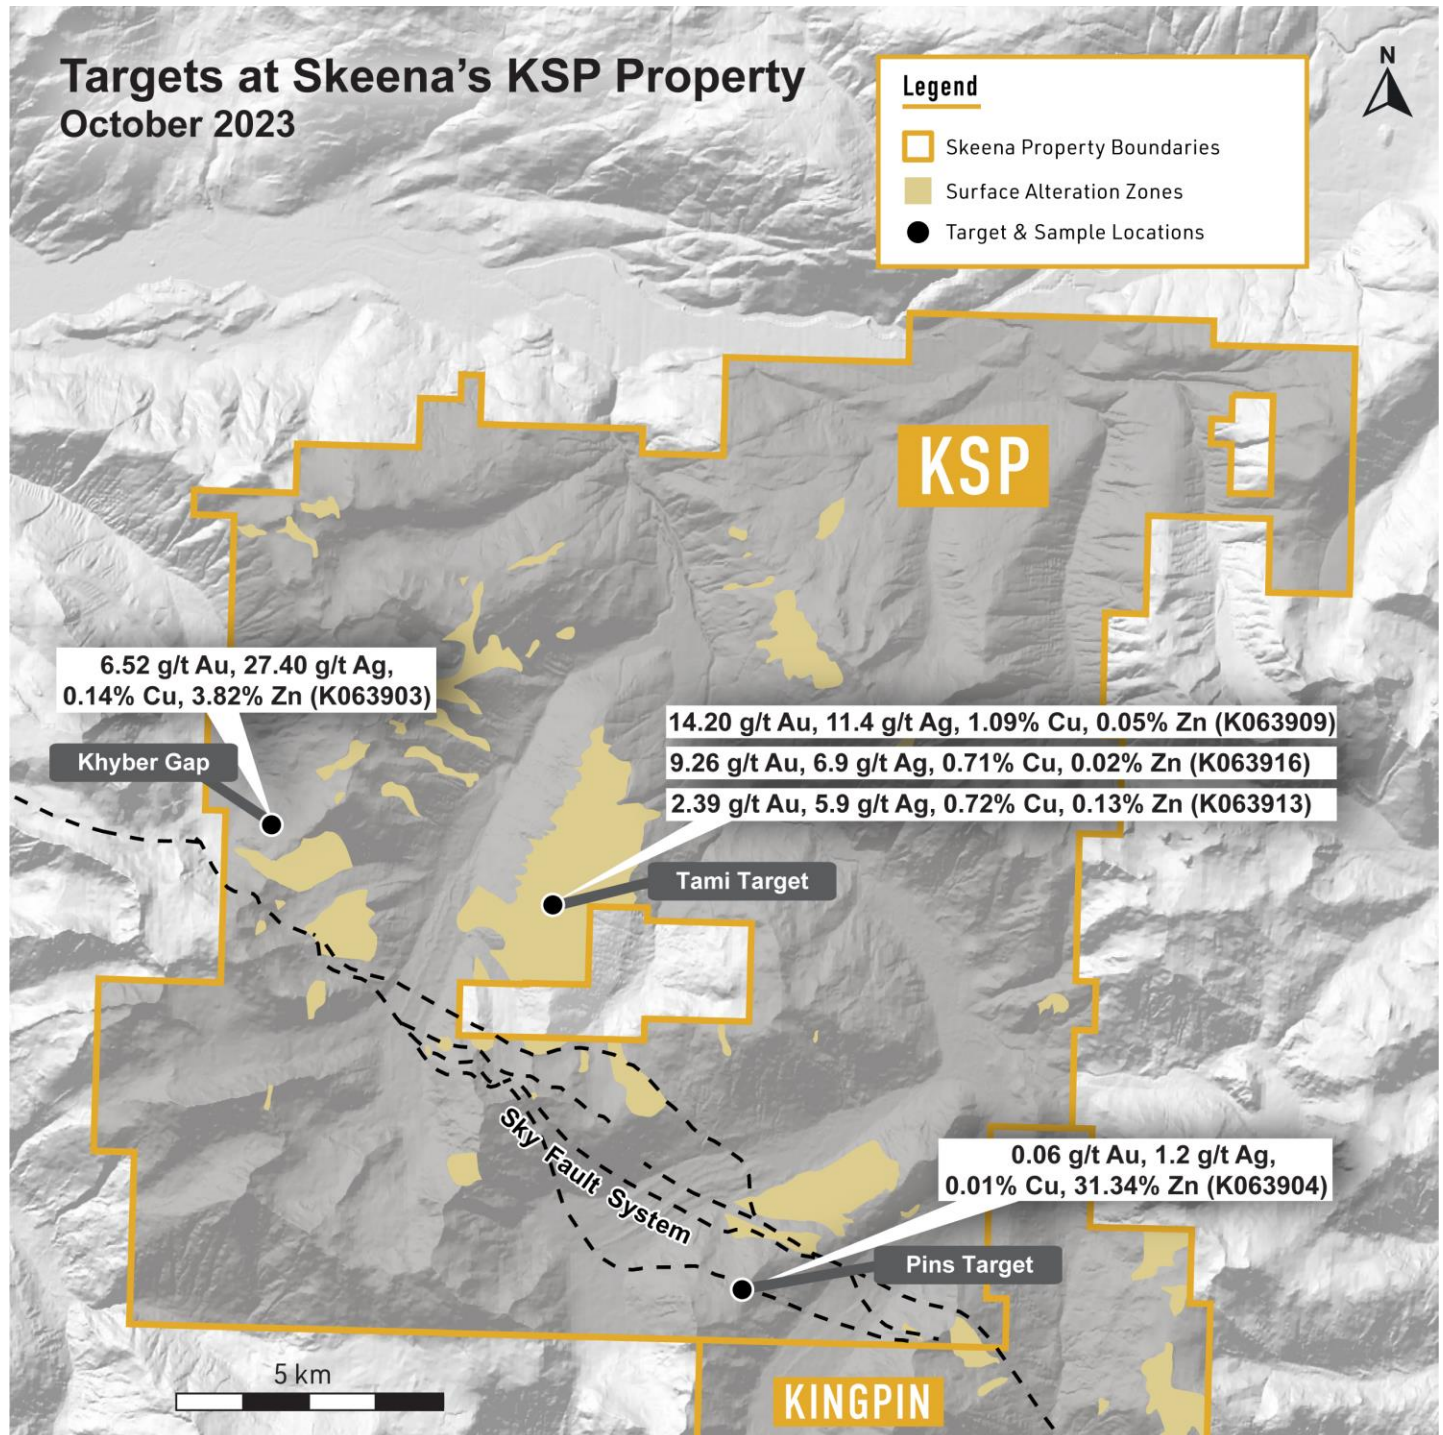 Targets at Skeena's KSP Property
October 2023
Legend
Skeena Property Boundaries
Surface Alteration Zones
Target & Sample Locations
N
KSP
6.52 g/t Au, 27.40 g/t Ag,
0.14% Cu, 3.82% Zn (K063903)
Khyber Gap
14.20 g/t Au, 11.4 g/t Ag, 1.09% Cu, 0.05% Zn (K063909)
9.26 g/t Au, 6.9 g/t Ag, 0.71% Cu, 0.02% Zn (K063916)
2.39 g/t Au, 5.9 g/t Ag, 0.72% Cu, 0.13% Zn (K063913)
Tami Target
Sky Fault System
0.06 g/t Au, 1.2 g/t Ag,
0.01% Cu, 31.34% Zn (K063904)
Pins Target
5 km
KINGPIN